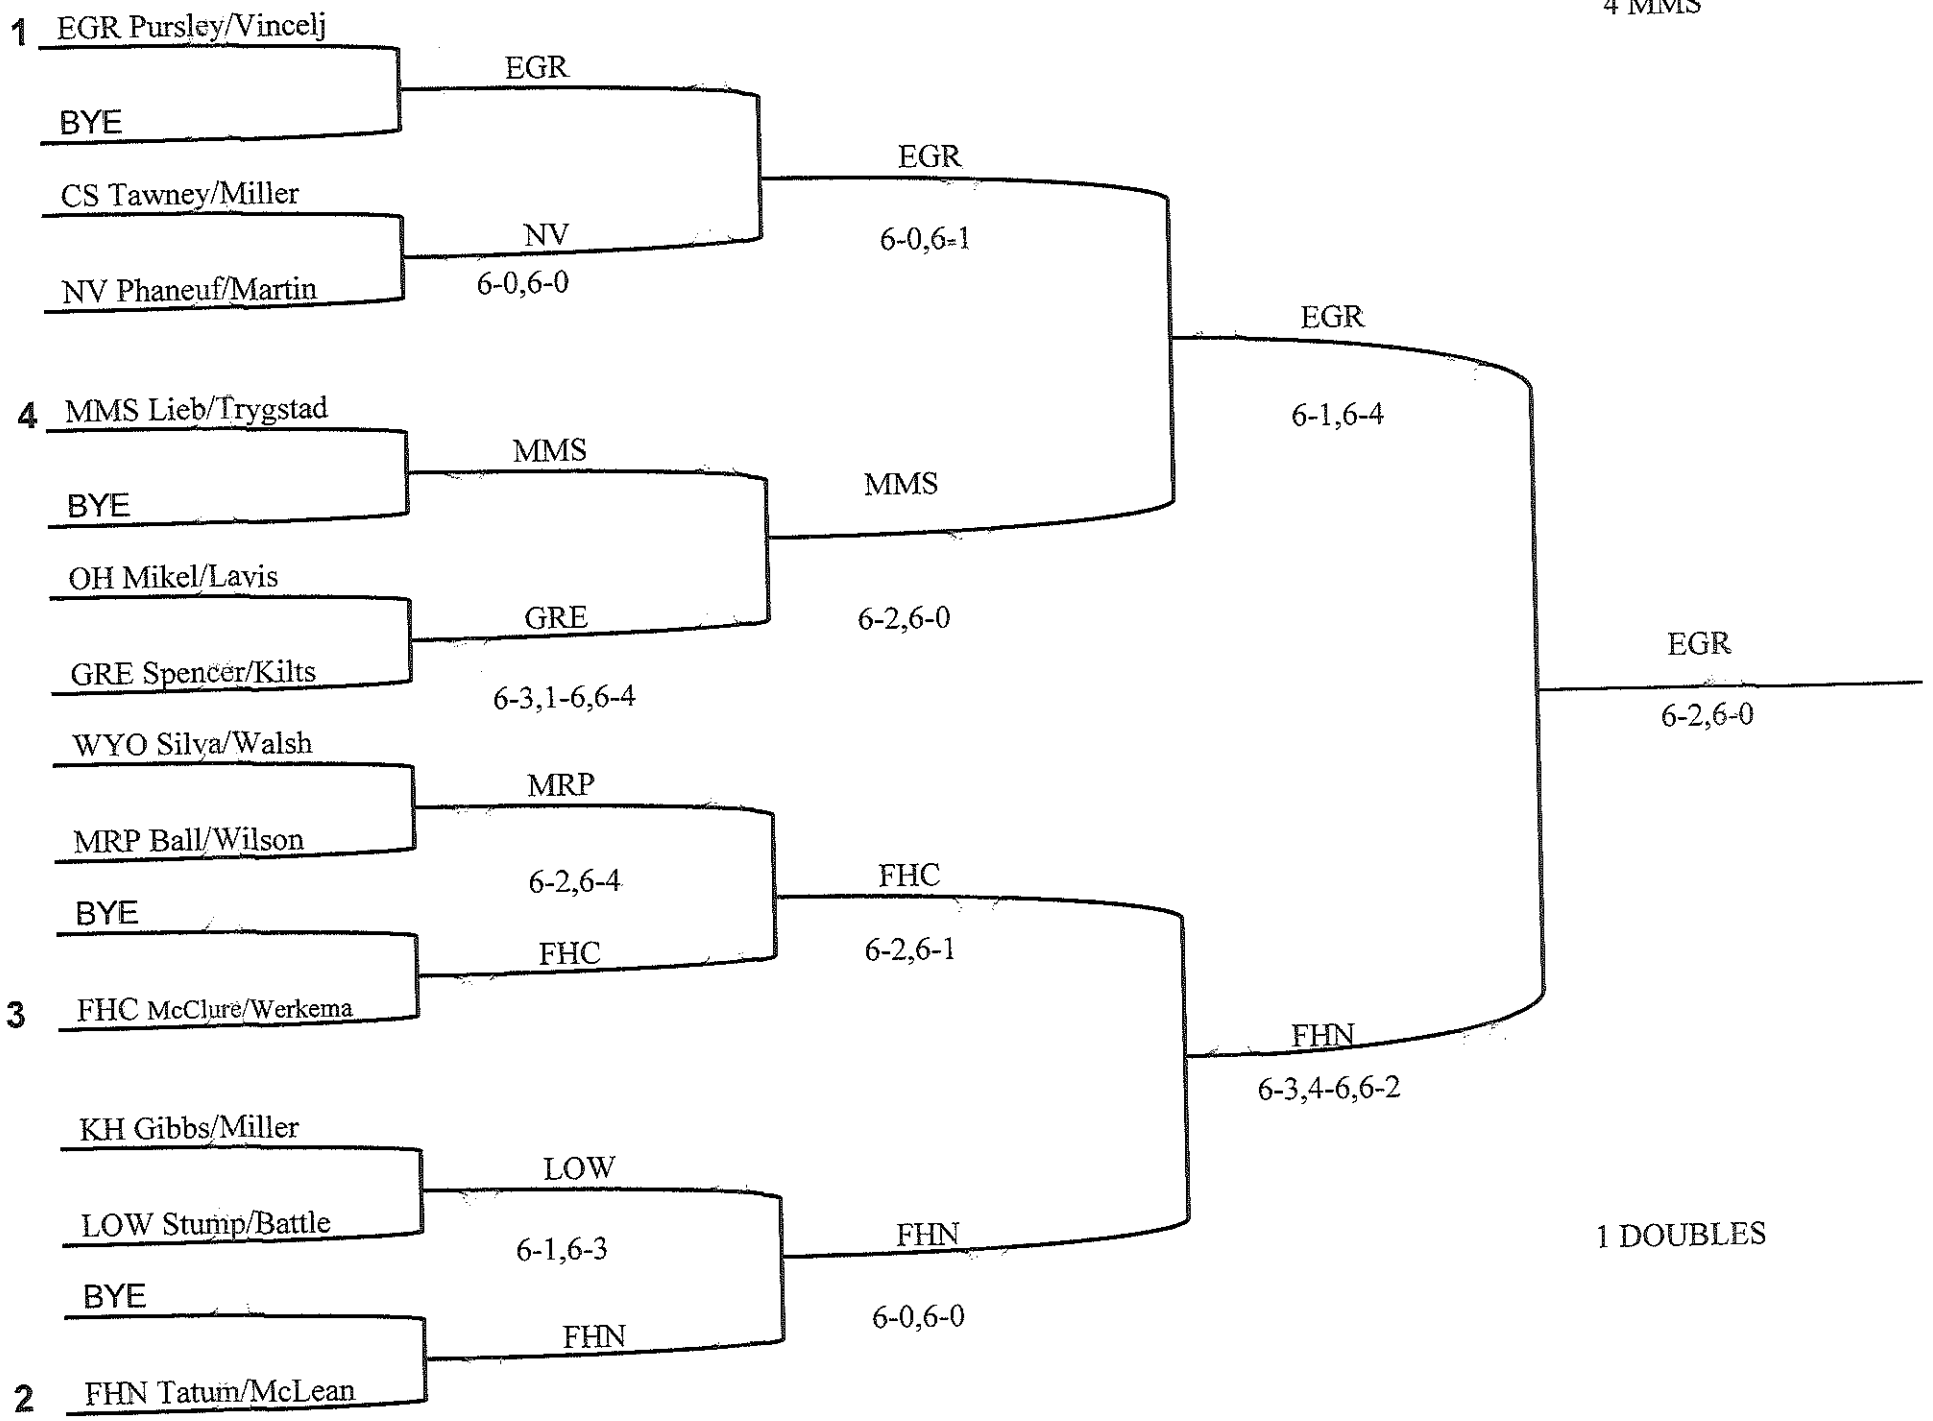 4 MMS
1 EGR Pursley/Vincelj
EGR
BYE
EGR
CS Tawney/Miller
NV
6-0,6-1
NV Phaneuf/Martin
6-0,6-0
EGR
4 MMS Lieb/Trygstad
6-1,6-4
MMS
MMS
BYE
OH Mikel/Lavis
GRE
6-2,6-0
EGR
GRE Spencer/Kilts
6-3,1-6,6-4
6-2,6-0
WYO Silva/Walsh
MRP
MRP Ball/Wilson
6-2,6-4
FHC
BYE
FHC
6-2,6-1
3 FHC McClure/Werkema
FHN
6-3,4-6,6-2
KH Gibbs/Miller
LOW
LOW Stump/Battle
FHN
1 DOUBLES
6-1,6-3
BYE
6-0,6-0
FHN
2 FHN Tatum/McLean